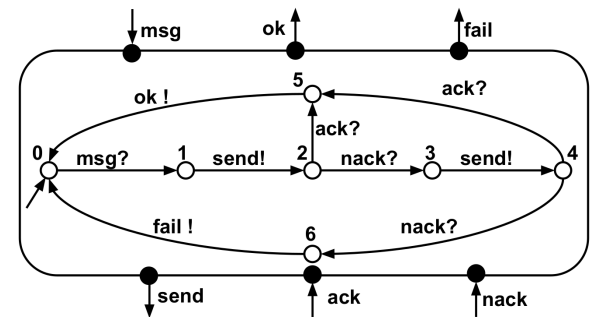 msg
ok
fail
5
ok !
ack?
ack?
0
msg?
1
send!
2
nack?
3
send!
4
fail !
6
nack?
send
ack
nack